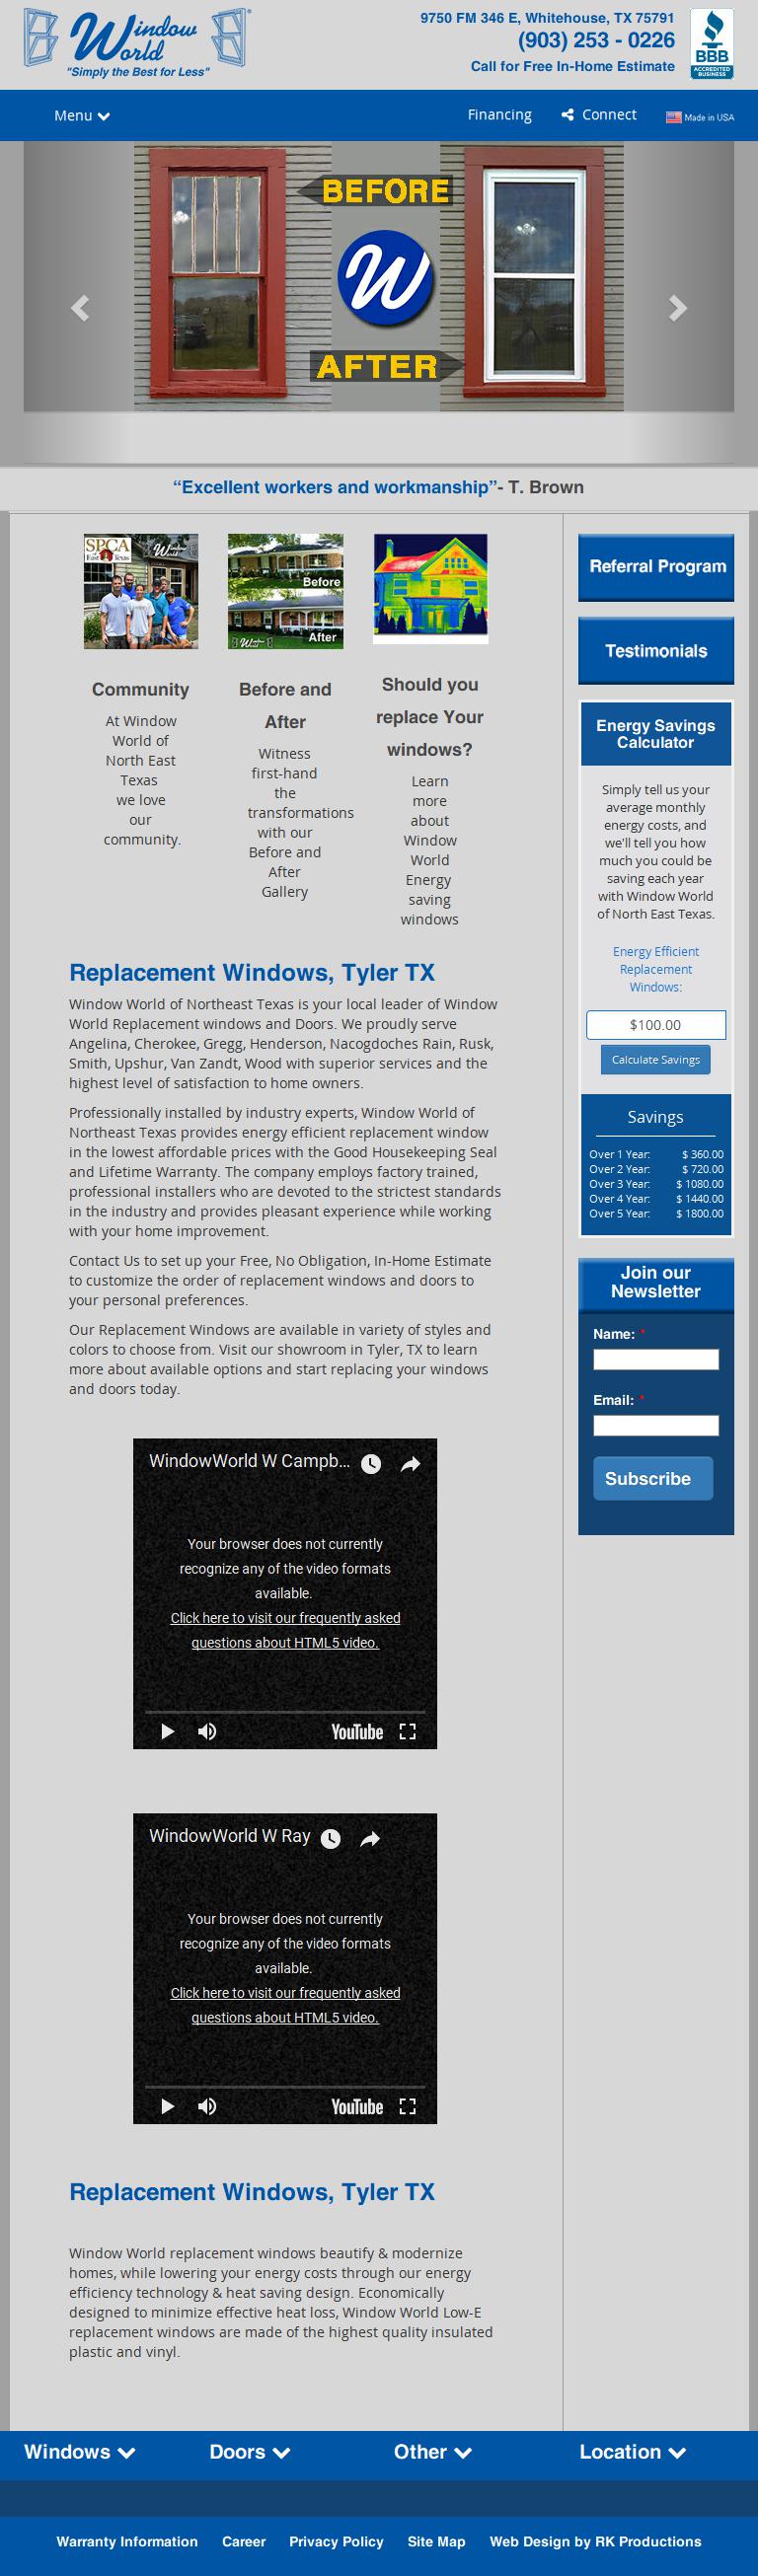 Window World®
"Simply the Best for Less"
9750 FM 346 E, Whitehouse, TX 75791
(903) 253 - 0226
Call for Free In-Home Estimate
BBB
ACCREDITED
BUSINESS
Menu
Financing
Connect
Made in USA
BEFORE
W
AFTER
“Excellent workers and workmanship”- T. Brown
SPCA
East Texas
Window
Before
After
Window
Community
At Window
World of
North East
Texas
we love
our
community.
Before and
After
Witness
first-hand
the
transformations
with our
Before and
After
Gallery
Should you
replace Your
windows?
Learn
more
about
Window
World
Energy
saving
windows
Referral Program
Testimonials
Energy Savings
Calculator
Simply tell us your
average monthly
energy costs, and
we'll tell you how
much you could be
saving each year
with Window World
of North East Texas.
Energy Efficient
Replacement
Windows:
$100.00
Calculate Savings
Savings
Over 1 Year: $ 360.00
Over 2 Year: $ 720.00
Over 3 Year: $ 1080.00
Over 4 Year: $ 1440.00
Over 5 Year: $ 1800.00
Join our
Newsletter
Name: *
Email: *
Subscribe
Replacement Windows, Tyler TX
Window World of Northeast Texas is your local leader of Window
World Replacement windows and Doors. We proudly serve
Angelina, Cherokee, Gregg, Henderson, Nacogdoches Rain, Rusk,
Smith, Upshur, Van Zandt, Wood with superior services and the
highest level of satisfaction to home owners.
Professionally installed by industry experts, Window World of
Northeast Texas provides energy efficient replacement window
in the lowest affordable prices with the Good Housekeeping Seal
and Lifetime Warranty. The company employs factory trained,
professional installers who are devoted to the strictest standards
in the industry and provides pleasant experience while working
with your home improvement.
Contact Us to set up your Free, No Obligation, In-Home Estimate
to customize the order of replacement windows and doors to
your personal preferences.
Our Replacement Windows are available in variety of styles and
colors to choose from. Visit our showroom in Tyler, TX to learn
more about available options and start replacing your windows
and doors today.
WindowWorld W Campb...
Your browser does not currently
recognize any of the video formats
available.
Click here to visit our frequently asked
questions about HTML5 video.
YouTube
WindowWorld W Ray
Your browser does not currently
recognize any of the video formats
available.
Click here to visit our frequently asked
questions about HTML5 video.
YouTube
Replacement Windows, Tyler TX
Window World replacement windows beautify & modernize
homes, while lowering your energy costs through our energy
efficiency technology & heat saving design. Economically
designed to minimize effective heat loss, Window World Low-E
replacement windows are made of the highest quality insulated
plastic and vinyl.
Windows
Doors
Other
Location
Warranty Information
Career
Privacy Policy
Site Map
Web Design by RK Productions